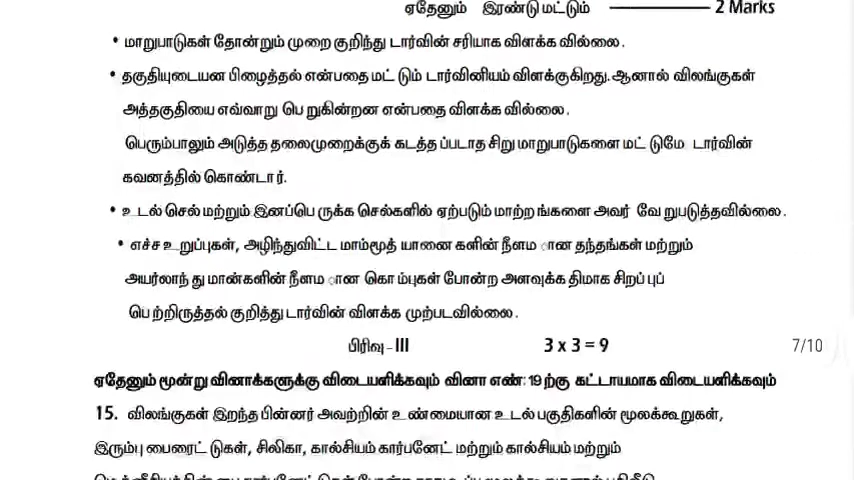 ஏதேனும் இரண்டு மட்டும் ———— 2 Marks
• மாறுபாடுகள் தோன்றும் முறை குறிந்து டார்வின் சரியாக விளக்க வில்லை.
• தகுதியுடையன பிழைத்தல் என்பதை மட்டும் டார்வினியம் விளக்குகிறது. ஆனால் விலங்குகள்
அத்தகுதியை எவ்வாறு பெறுகின்றன என்பதை விளக்க வில்லை.
பெரும்பாலும் அடுத்த தலைமுறைக்குக் கடத்தப்படாத சிறு மாறுபாடுகளை மட்டுமே டார்வின்
கவனத்தில் கொண்டார்.
• உடல் செல் மற்றும் இனப்பெருக்க செல்களில் ஏற்படும் மாற்றங்களை அவர் வேறுபடுத்தவில்லை.
• எச்ச உறுப்புகள், அழிந்துவிட்ட மாம்மூத் யானைகளின் நீளமான தந்தங்கள் மற்றும்
அயர்லாந்து மான்களின் நீளமான கொம்புகள் போன்ற அளவுக்கதிமாக சிறப்புப்
பெற்றிருத்தல் குறித்து டார்வின் விளக்க முற்படவில்லை.
பிரிவு – III 3 x 3 = 9
7/10
ஏதேனும் மூன்று வினாக்களுக்கு விடையளிக்கவும் வினா எண்: 19 ற்கு கட்டாயமாக விடையளிக்கவும்
15. விலங்குகள் இறந்த பின்னர் அவற்றின் உண்மையான உடல் பகுதிகளின் மூலக்கூறுகள்,
இரும்பு பைரைட்டுகள், சிலிகா, கால்சியம் கார்பனேட் மற்றும் கால்சியம் மற்றும்